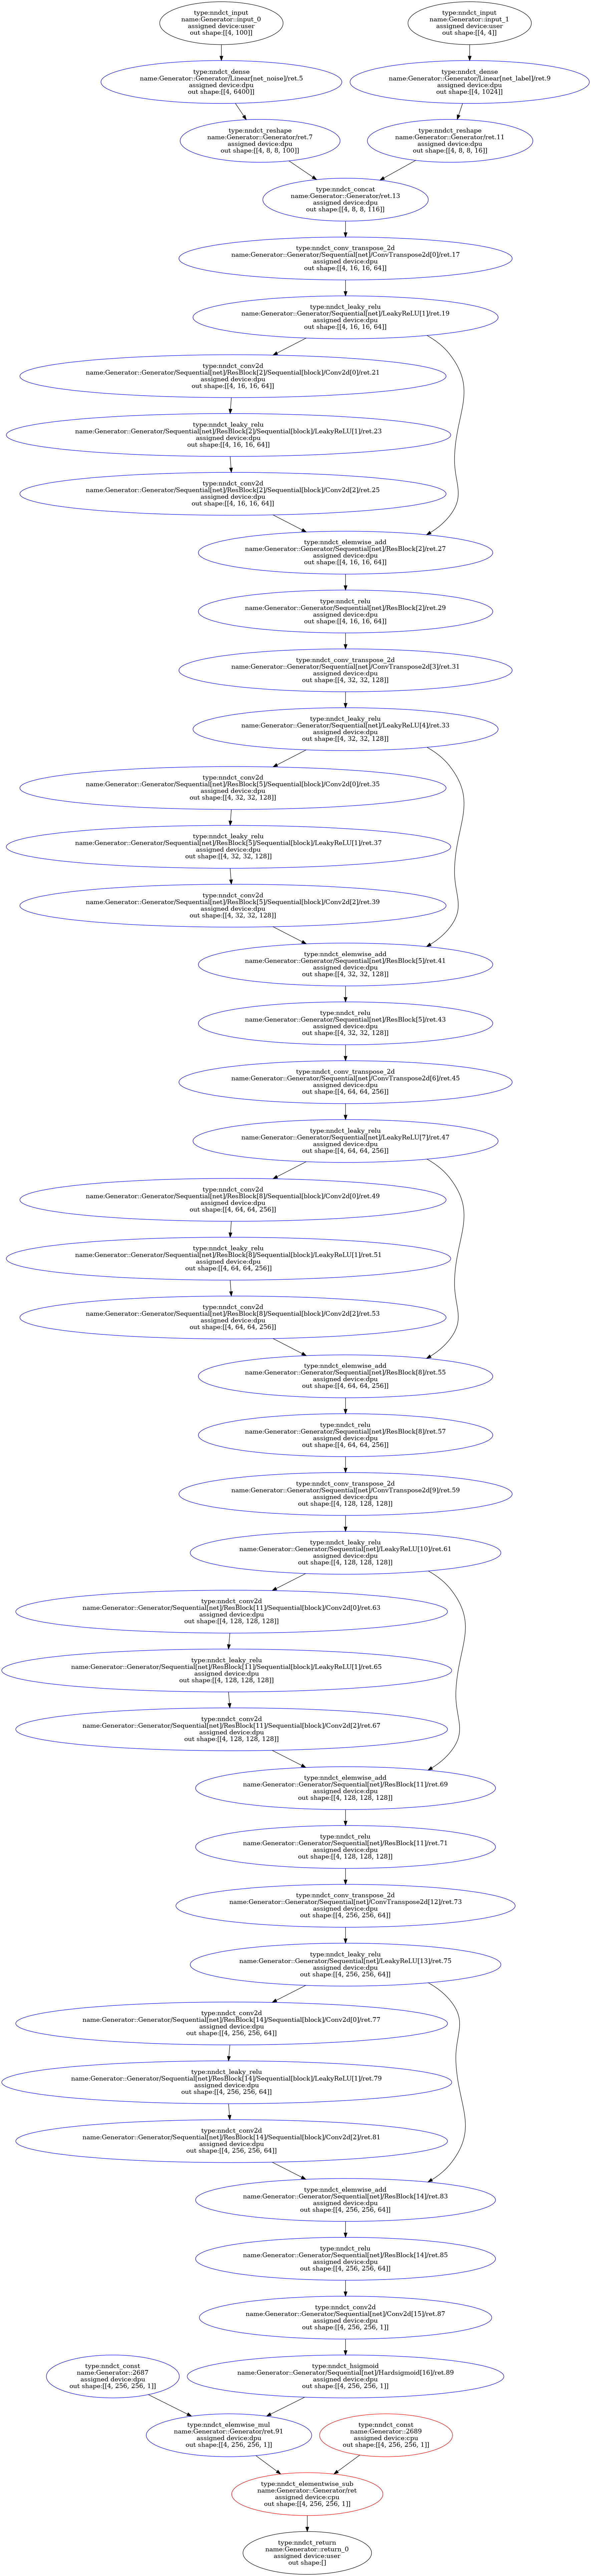 type:nndct_input
name:Generator::input_0
assigned device:user
out shape:[[4, 100]]
type:nndct_input
name:Generator::input_1
assigned device:user
out shape:[[4, 4]]
type:nndct_dense
name:Generator::Generator/Linear[net_noise]/ret.5
assigned device:dpu
out shape:[[4, 6400]]
type:nndct_dense
name:Generator::Generator/Linear[net_label]/ret.9
assigned device:dpu
out shape:[[4, 1024]]
type:nndct_reshape
name:Generator::Generator/ret.7
assigned device:dpu
out shape:[[4, 8, 8, 100]]
type:nndct_reshape
name:Generator::Generator/ret.11
assigned device:dpu
out shape:[[4, 8, 8, 16]]
type:nndct_concat
name:Generator::Generator/ret.13
assigned device:dpu
out shape:[[4, 8, 8, 116]]
type:nndct_conv_transpose_2d
name:Generator::Generator/Sequential[net]/ConvTranspose2d[0]/ret.17
assigned device:dpu
out shape:[[4, 16, 16, 64]]
type:nndct_leaky_relu
name:Generator::Generator/Sequential[net]/LeakyReLU[1]/ret.19
assigned device:dpu
out shape:[[4, 16, 16, 64]]
type:nndct_conv2d
name:Generator::Generator/Sequential[net]/ResBlock[2]/Sequential[block]/Conv2d[0]/ret.21
assigned device:dpu
out shape:[[4, 16, 16, 64]]
type:nndct_leaky_relu
name:Generator::Generator/Sequential[net]/ResBlock[2]/Sequential[block]/LeakyReLU[1]/ret.23
assigned device:dpu
out shape:[[4, 16, 16, 64]]
type:nndct_conv2d
name:Generator::Generator/Sequential[net]/ResBlock[2]/Sequential[block]/Conv2d[2]/ret.25
assigned device:dpu
out shape:[[4, 16, 16, 64]]
type:nndct_elemwise_add
name:Generator::Generator/Sequential[net]/ResBlock[2]/ret.27
assigned device:dpu
out shape:[[4, 16, 16, 64]]
type:nndct_relu
name:Generator::Generator/Sequential[net]/ResBlock[2]/ret.29
assigned device:dpu
out shape:[[4, 16, 16, 64]]
type:nndct_conv_transpose_2d
name:Generator::Generator/Sequential[net]/ConvTranspose2d[3]/ret.31
assigned device:dpu
out shape:[[4, 32, 32, 128]]
type:nndct_leaky_relu
name:Generator::Generator/Sequential[net]/LeakyReLU[4]/ret.33
assigned device:dpu
out shape:[[4, 32, 32, 128]]
type:nndct_conv2d
name:Generator::Generator/Sequential[net]/ResBlock[5]/Sequential[block]/Conv2d[0]/ret.35
assigned device:dpu
out shape:[[4, 32, 32, 128]]
type:nndct_leaky_relu
name:Generator::Generator/Sequential[net]/ResBlock[5]/Sequential[block]/LeakyReLU[1]/ret.37
assigned device:dpu
out shape:[[4, 32, 32, 128]]
type:nndct_conv2d
name:Generator::Generator/Sequential[net]/ResBlock[5]/Sequential[block]/Conv2d[2]/ret.39
assigned device:dpu
out shape:[[4, 32, 32, 128]]
type:nndct_elemwise_add
name:Generator::Generator/Sequential[net]/ResBlock[5]/ret.41
assigned device:dpu
out shape:[[4, 32, 32, 128]]
type:nndct_relu
name:Generator::Generator/Sequential[net]/ResBlock[5]/ret.43
assigned device:dpu
out shape:[[4, 32, 32, 128]]
type:nndct_conv_transpose_2d
name:Generator::Generator/Sequential[net]/ConvTranspose2d[6]/ret.45
assigned device:dpu
out shape:[[4, 64, 64, 256]]
type:nndct_leaky_relu
name:Generator::Generator/Sequential[net]/LeakyReLU[7]/ret.47
assigned device:dpu
out shape:[[4, 64, 64, 256]]
type:nndct_conv2d
name:Generator::Generator/Sequential[net]/ResBlock[8]/Sequential[block]/Conv2d[0]/ret.49
assigned device:dpu
out shape:[[4, 64, 64, 256]]
type:nndct_leaky_relu
name:Generator::Generator/Sequential[net]/ResBlock[8]/Sequential[block]/LeakyReLU[1]/ret.51
assigned device:dpu
out shape:[[4, 64, 64, 256]]
type:nndct_conv2d
name:Generator::Generator/Sequential[net]/ResBlock[8]/Sequential[block]/Conv2d[2]/ret.53
assigned device:dpu
out shape:[[4, 64, 64, 256]]
type:nndct_elemwise_add
name:Generator::Generator/Sequential[net]/ResBlock[8]/ret.55
assigned device:dpu
out shape:[[4, 64, 64, 256]]
type:nndct_relu
name:Generator::Generator/Sequential[net]/ResBlock[8]/ret.57
assigned device:dpu
out shape:[[4, 64, 64, 256]]
type:nndct_conv_transpose_2d
name:Generator::Generator/Sequential[net]/ConvTranspose2d[9]/ret.59
assigned device:dpu
out shape:[[4, 128, 128, 128]]
type:nndct_leaky_relu
name:Generator::Generator/Sequential[net]/LeakyReLU[10]/ret.61
assigned device:dpu
out shape:[[4, 128, 128, 128]]
type:nndct_conv2d
name:Generator::Generator/Sequential[net]/ResBlock[11]/Sequential[block]/Conv2d[0]/ret.63
assigned device:dpu
out shape:[[4, 128, 128, 128]]
type:nndct_leaky_relu
name:Generator::Generator/Sequential[net]/ResBlock[11]/Sequential[block]/LeakyReLU[1]/ret.65
assigned device:dpu
out shape:[[4, 128, 128, 128]]
type:nndct_conv2d
name:Generator::Generator/Sequential[net]/ResBlock[11]/Sequential[block]/Conv2d[2]/ret.67
assigned device:dpu
out shape:[[4, 128, 128, 128]]
type:nndct_elemwise_add
name:Generator::Generator/Sequential[net]/ResBlock[11]/ret.69
assigned device:dpu
out shape:[[4, 128, 128, 128]]
type:nndct_relu
name:Generator::Generator/Sequential[net]/ResBlock[11]/ret.71
assigned device:dpu
out shape:[[4, 128, 128, 128]]
type:nndct_conv_transpose_2d
name:Generator::Generator/Sequential[net]/ConvTranspose2d[12]/ret.73
assigned device:dpu
out shape:[[4, 256, 256, 64]]
type:nndct_leaky_relu
name:Generator::Generator/Sequential[net]/LeakyReLU[13]/ret.75
assigned device:dpu
out shape:[[4, 256, 256, 64]]
type:nndct_conv2d
name:Generator::Generator/Sequential[net]/ResBlock[14]/Sequential[block]/Conv2d[0]/ret.77
assigned device:dpu
out shape:[[4, 256, 256, 64]]
type:nndct_leaky_relu
name:Generator::Generator/Sequential[net]/ResBlock[14]/Sequential[block]/LeakyReLU[1]/ret.79
assigned device:dpu
out shape:[[4, 256, 256, 64]]
type:nndct_conv2d
name:Generator::Generator/Sequential[net]/ResBlock[14]/Sequential[block]/Conv2d[2]/ret.81
assigned device:dpu
out shape:[[4, 256, 256, 64]]
type:nndct_elemwise_add
name:Generator::Generator/Sequential[net]/ResBlock[14]/ret.83
assigned device:dpu
out shape:[[4, 256, 256, 64]]
type:nndct_relu
name:Generator::Generator/Sequential[net]/ResBlock[14]/ret.85
assigned device:dpu
out shape:[[4, 256, 256, 64]]
type:nndct_conv2d
name:Generator::Generator/Sequential[net]/Conv2d[15]/ret.87
assigned device:dpu
out shape:[[4, 256, 256, 1]]
type:nndct_const
name:Generator::2687
assigned device:dpu
out shape:[[4, 256, 256, 1]]
type:nndct_hsigmoid
name:Generator::Generator/Sequential[net]/Hardsigmoid[16]/ret.89
assigned device:dpu
out shape:[[4, 256, 256, 1]]
type:nndct_elemwise_mul
name:Generator::Generator/ret.91
assigned device:dpu
out shape:[[4, 256, 256, 1]]
type:nndct_const
name:Generator::2689
assigned device:cpu
out shape:[[4, 256, 256, 1]]
type:nndct_elementwise_sub
name:Generator::Generator/ret
assigned device:cpu
out shape:[[4, 256, 256, 1]]
type:nndct_return
name:Generator::return_0
assigned device:user
out shape:[]